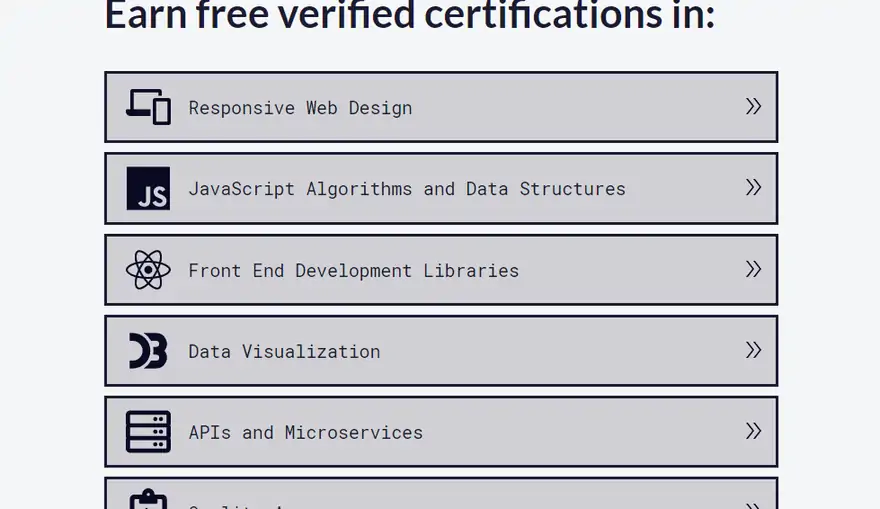 Earn free verified certifications in:
Responsive Web Design
JS
JavaScript Algorithms and Data Structures
Front End Development Libraries
D3
Data Visualization
APIs and Microservices